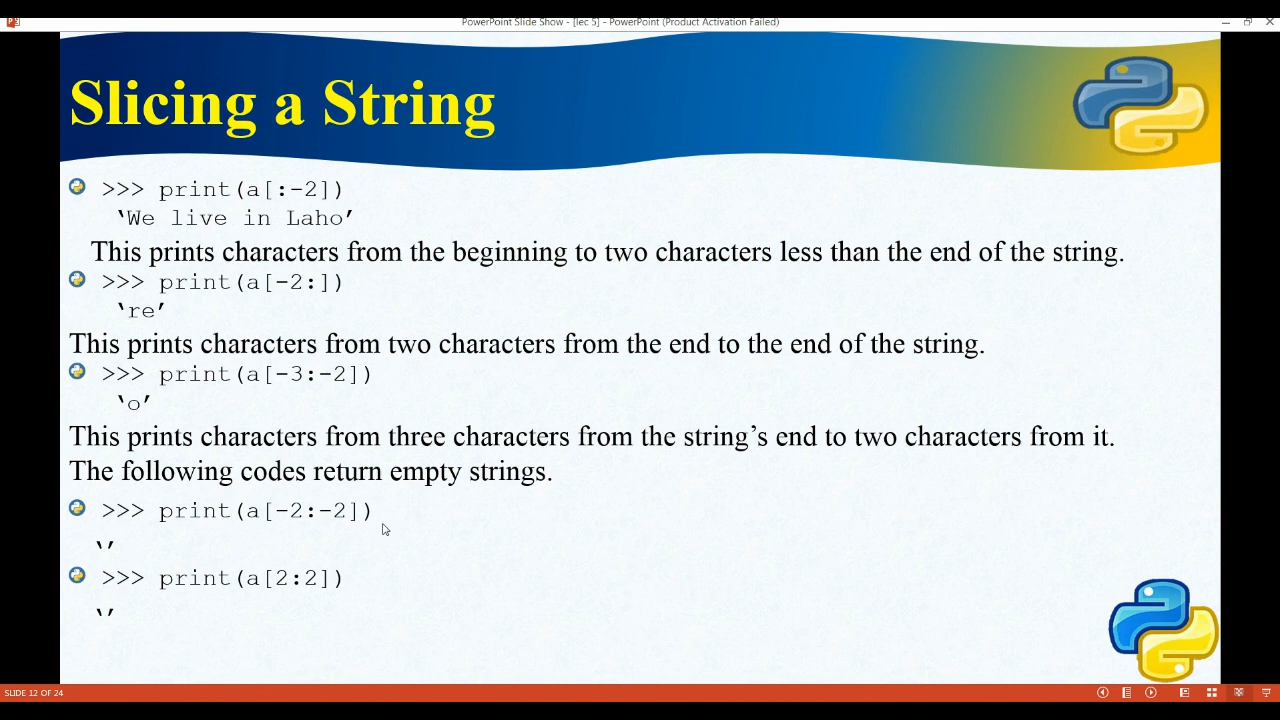 PowerPoint Slide Show - [lec 5] - PowerPoint (Product Activation Failed)
Slicing a String
>>> print(a[:-2])
‘We live in Laho’
This prints characters from the beginning to two characters less than the end of the string.
>>> print(a[-2:])
‘re’
This prints characters from two characters from the end to the end of the string.
>>> print(a[-3:-2])
‘o’
This prints characters from three characters from the string’s end to two characters from it.
The following codes return empty strings.
>>> print(a[-2:-2])
‘’
>>> print(a[2:2])
‘’
SLIDE 12 OF 24